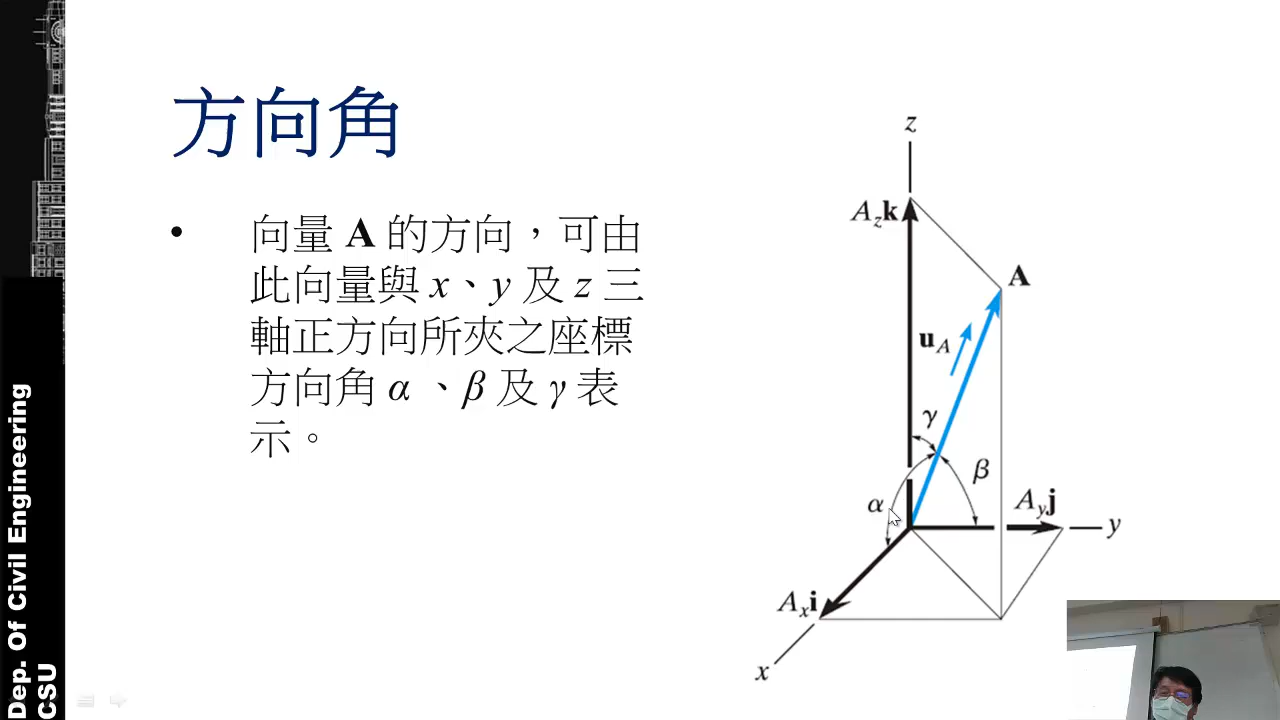 方向角
• 向量 A 的方向，可由
此向量與 x、y 及 z 三
軸正方向所夾之座標
方向角 α 、β 及 γ 表
示。
z
A_z k
A
u_A
γ
β
α
A_y j
y
A_x i
x
Dep. Of Civil Engineering
CSU